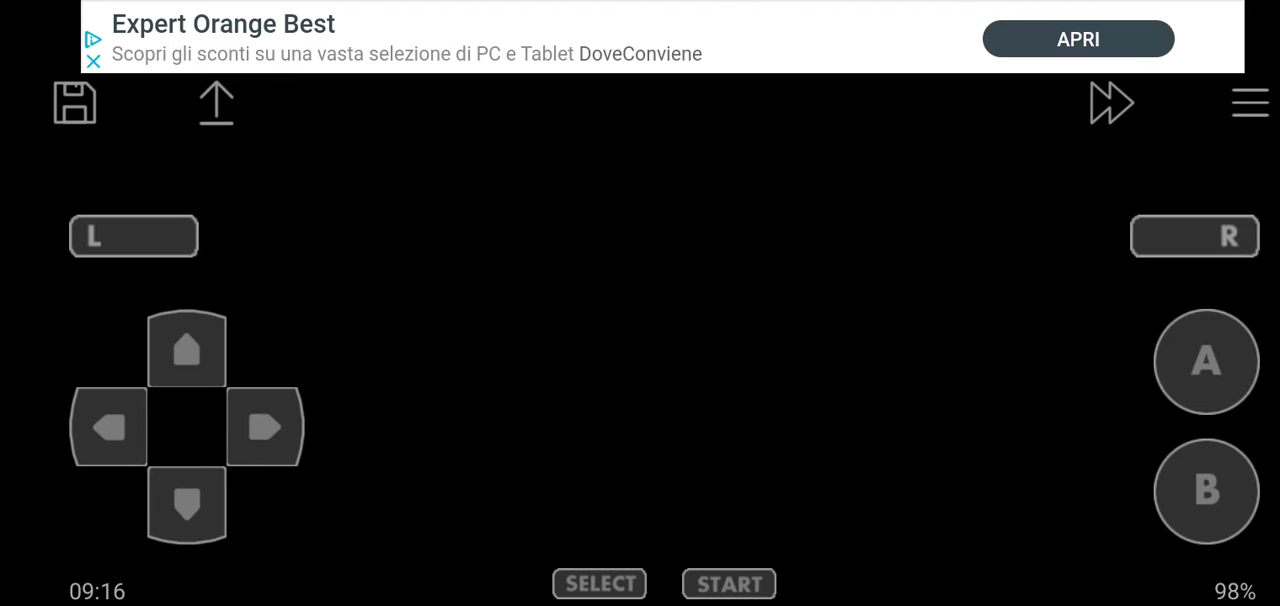 Expert Orange Best
Scopri gli sconti su una vasta selezione di PC e Tablet DoveConviene
APRI
L
R
A
B
SELECT
START
09:16
98%